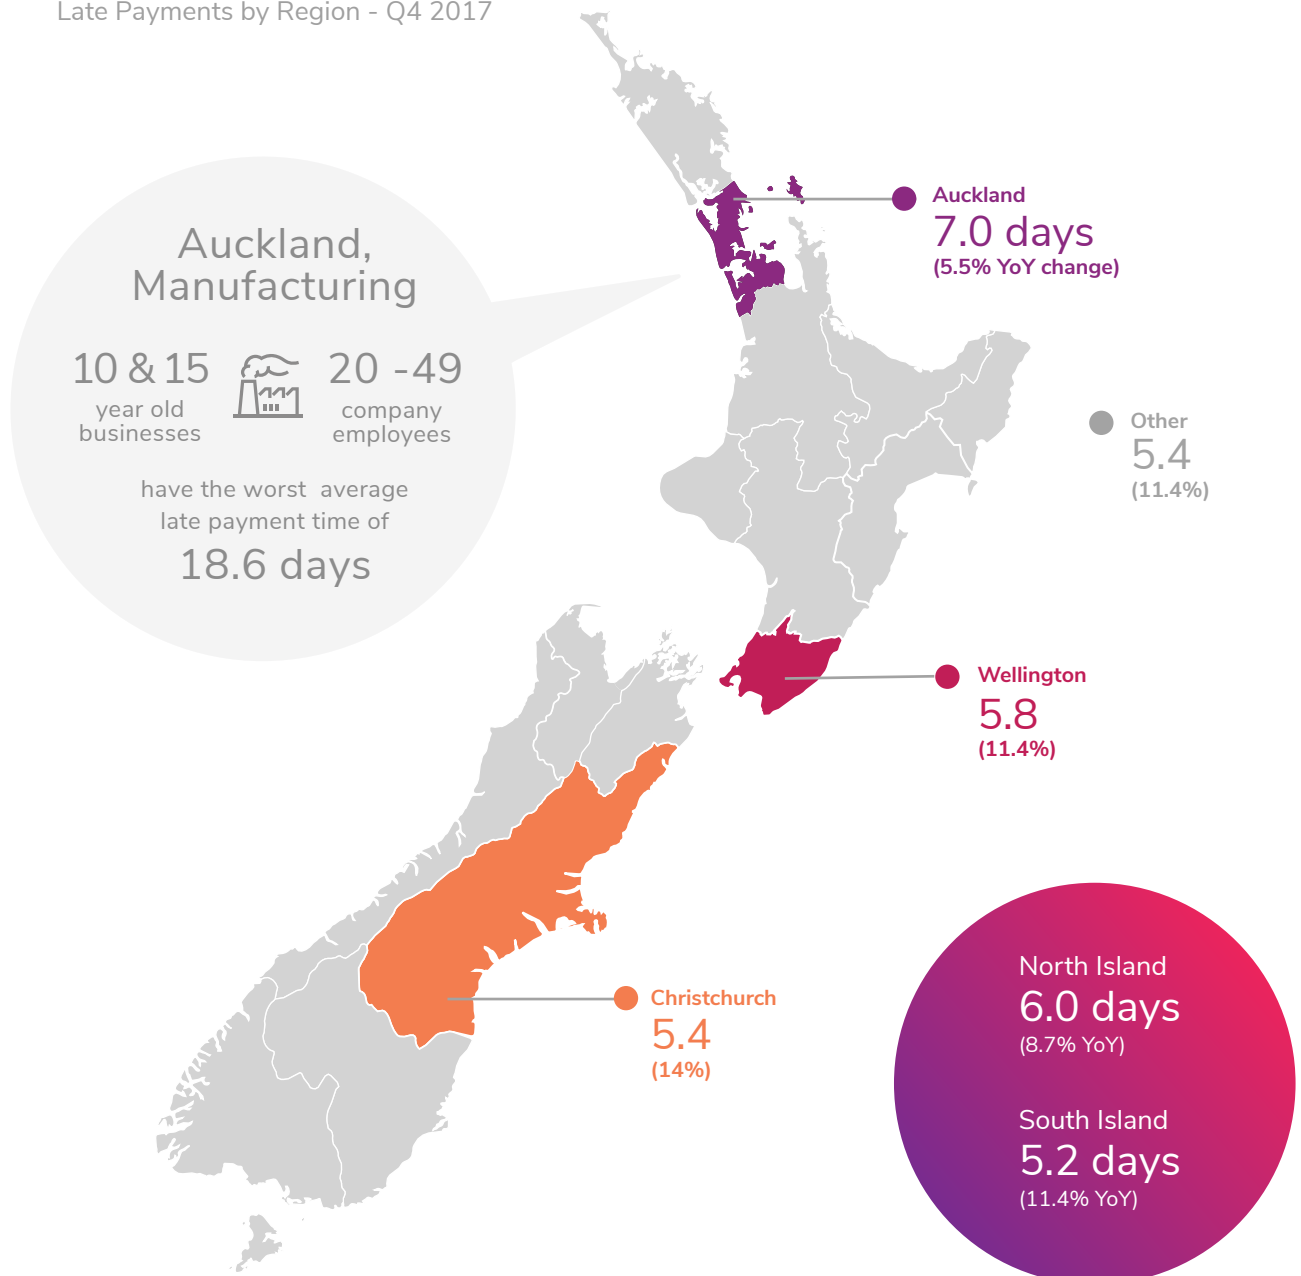 Late Payments by Region - Q4 2017
Auckland,
Manufacturing
10 & 15
year old
businesses
20 -49
company
employees
have the worst average
late payment time of
18.6 days
Auckland
7.0 days
(5.5% YoY change)
Other
5.4
(11.4%)
Wellington
5.8
(11.4%)
Christchurch
5.4
(14%)
North Island
6.0 days
(8.7% YoY)
South Island
5.2 days
(11.4% YoY)